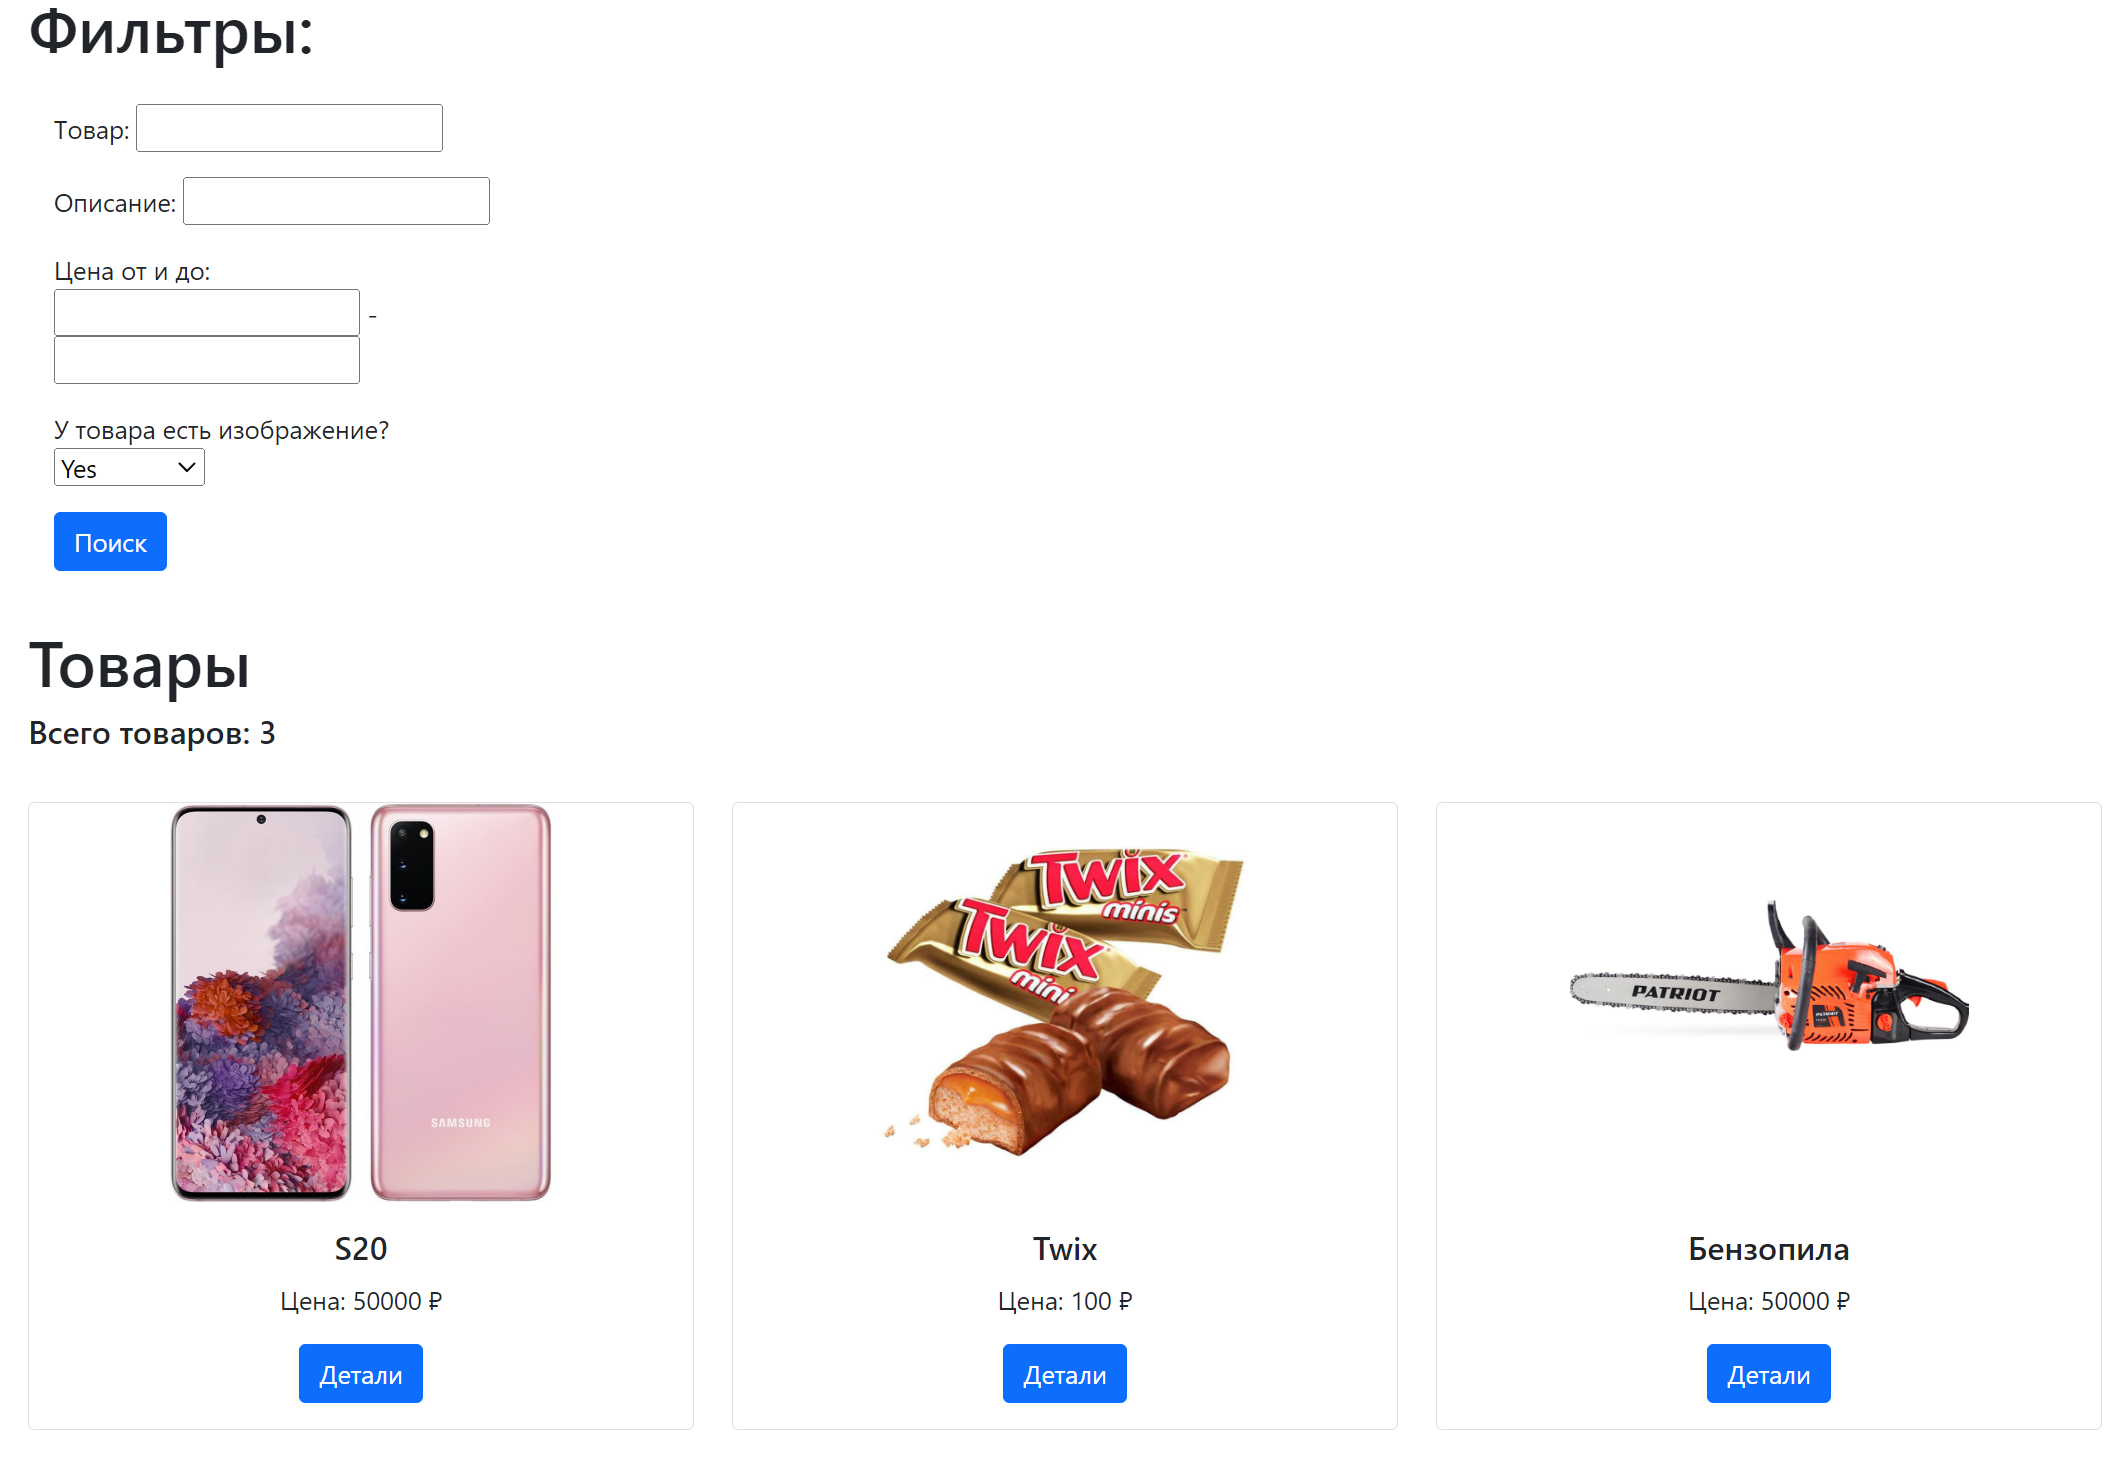 Фильтры:
Товар:
Описание:
Цена от и до:
-
У товара есть изображение?
Yes
Поиск
Товары
Всего товаров: 3
SAMSUNG
Twix
minis
Twix
mini
PATRIOT
PATRIOT
S20
Twix
Бензопила
Цена: 50000 ₽
Цена: 100 ₽
Цена: 50000 ₽
Детали
Детали
Детали